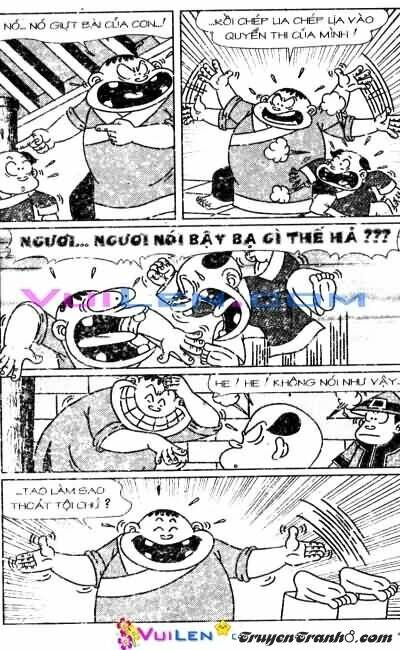 NÓ... NÓ GIỰT BÀI CỦA CON...!
...RỒI CHÉP LIA CHÉP LỊA VÀO
QUYỂN THI CỦA MÌNH!
NGƯƠI... NGƯƠI NÓI BẬY BẠ GÌ THẾ HẢ ???
VUILEN.COM
HE! HE! KHÔNG NÓI NHƯ VẬY...
...TAO LÀM SAO
THOÁT TỘI CHỨ?
VUILEN
TruyenTranh8.com